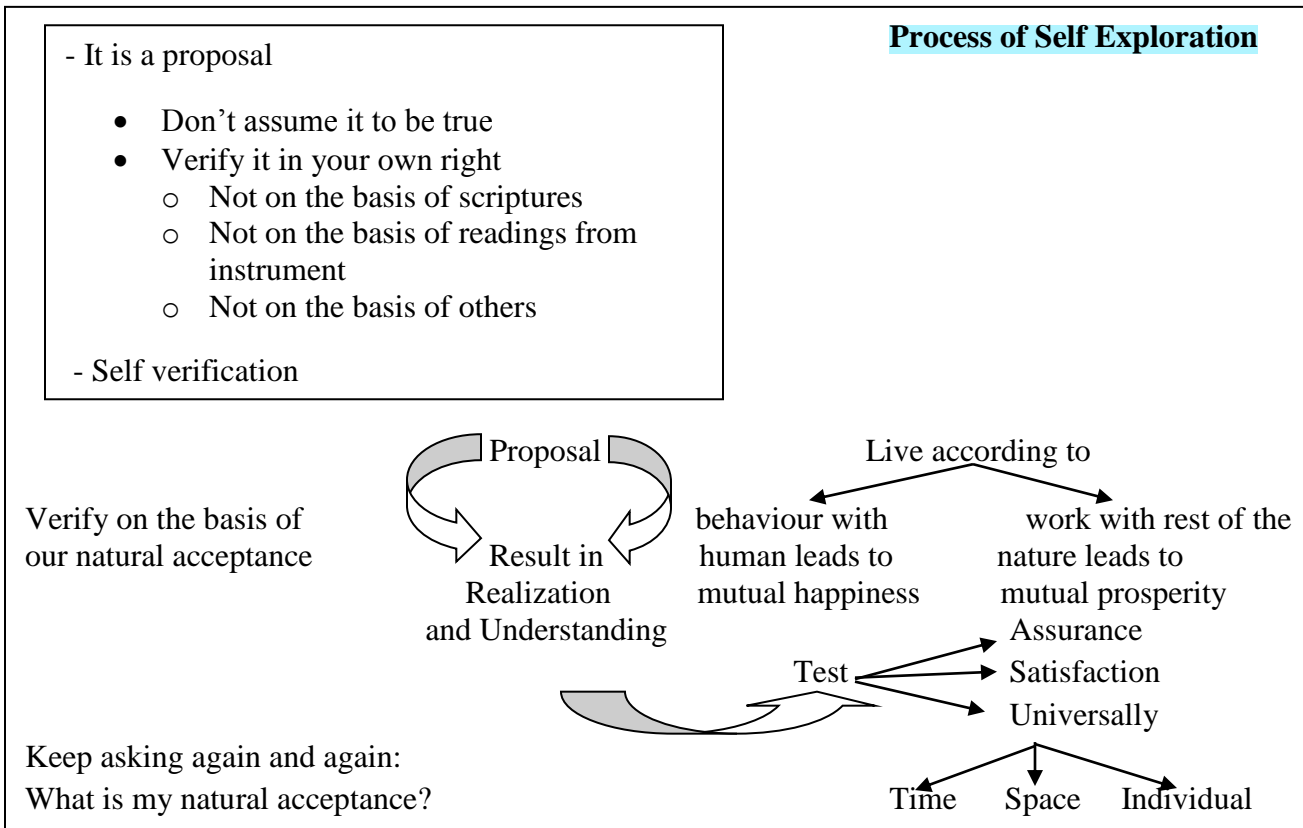 Process of Self Exploration
- It is a proposal
• Don't assume it to be true
• Verify it in your own right
o Not on the basis of scriptures
o Not on the basis of readings from
instrument
o Not on the basis of others
- Self verification
Proposal
Live according to
Verify on the basis of
our natural acceptance
Result in
Realization
and Understanding
behaviour with
human leads to
mutual happiness
work with rest of the
nature leads to
mutual prosperity
Test
Assurance
Satisfaction
Universally
Time Space Individual
Keep asking again and again:
What is my natural acceptance?